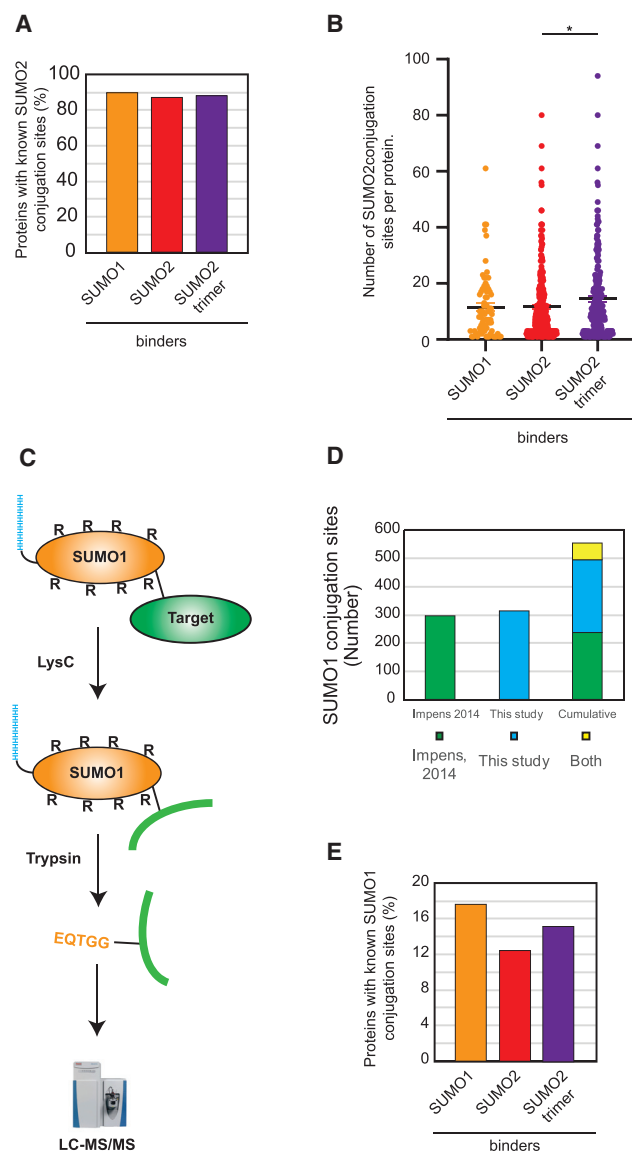 A
Proteins with known SUMO2
conjugation sites (%)
100
80
60
40
20
0
SUMO1
SUMO2
SUMO2
trimer
binders
B
*
Number of SUMO2conjugation
sites per protein.
100
80
60
40
20
0
SUMO1
SUMO2
SUMO2
trimer
binders
C
HHHHHHHHHH
R R R R
SUMO1
R R R R
Target
LysC
HHHHHHHHHH
R R R R
SUMO1
R R R R
Trypsin
EQTGG
LC-MS/MS
D
SUMO1 conjugation sites
(Number)
600
500
400
300
200
100
0
Impens 2014
This study
Cumulative
Impens,
2014
This study
Both
E
Proteins with known SUMO1
conjugation sites (%)
20
16
12
8
4
0
SUMO1
SUMO2
SUMO2
trimer
binders